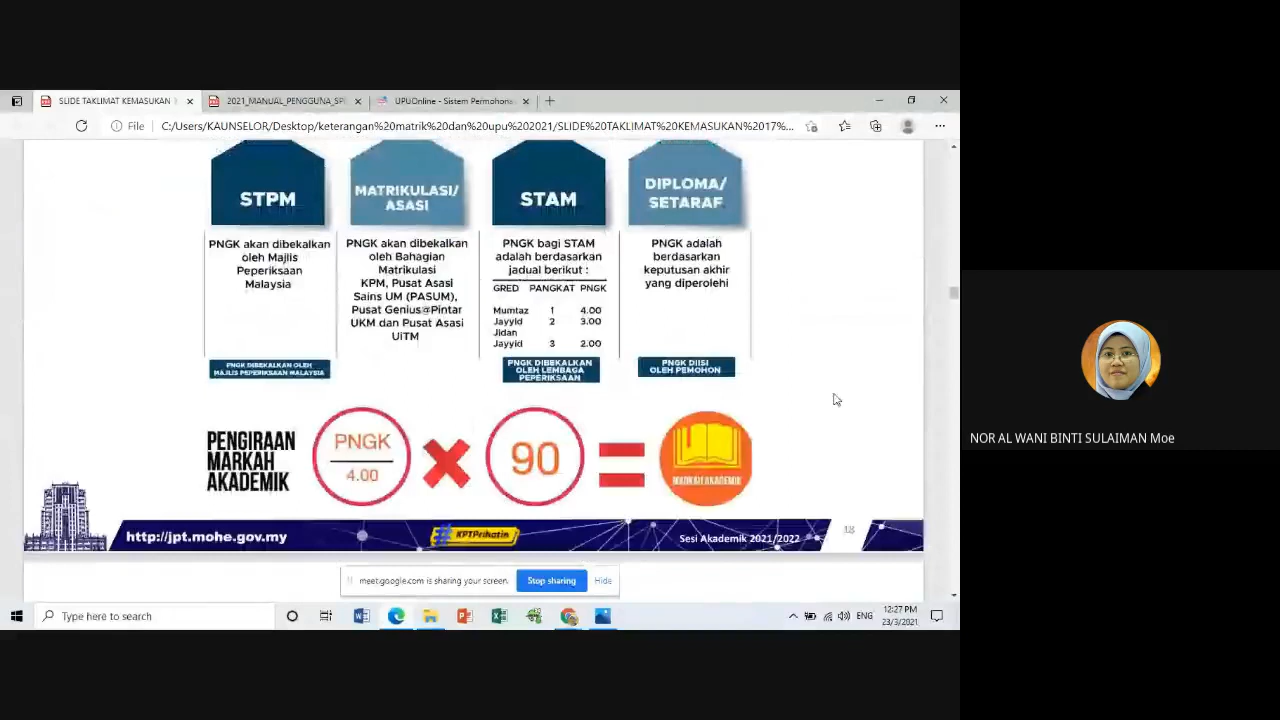 SLIDE TAKLIMAT KEMASUKAN
2021_MANUAL_PENGGUNA_SP
UPUOnline - Sistem Permohona
File
C:/Users/KAUNSELOR/Desktop/keterangan%20matrik%20dan%20upu%202021/SLIDE%20TAKLIMAT%20KEMASUKAN%2017%...
STPM
PNGK akan dibekalkan
oleh Majlis
Peperiksaan
Malaysia
PNGK DIBEKALKAN OLEH
MAJLIS PEPERIKSAAN MALAYSIA
MATRIKULASI/
ASASI
PNGK akan dibekalkan
oleh Bahagian
Matrikulasi
KPM, Pusat Asasi
Sains UM (PASUM),
Pusat Genius@Pintar
UKM dan Pusat Asasi
UiTM
STAM
PNGK bagi STAM
adalah berdasarkan
jadual berikut :
GRED PANGKAT PNGK
Mumtaz 1 4.00
Jayyid 2 3.00
Jidan
Jayyid 3 2.00
PNGK DIBEKALKAN
OLEH LEMBAGA
PEPERIKSAAN
DIPLOMA/
SETARAF
PNGK adalah
berdasarkan
keputusan akhir
yang diperolehi
PNGK DIISI
OLEH PEMOHON
PENGIRAAN
MARKAH
AKADEMIK
PNGK
4.00
X
90
=
MARKAH AKADEMIK
http://jpt.mohe.gov.my
#KPTPrihatin
Sesi Akademik 2021/2022
18
meet.google.com is sharing your screen.
Stop sharing
Hide
Type here to search
ENG
12:27 PM
23/3/2021
NOR AL WANI BINTI SULAIMAN Moe